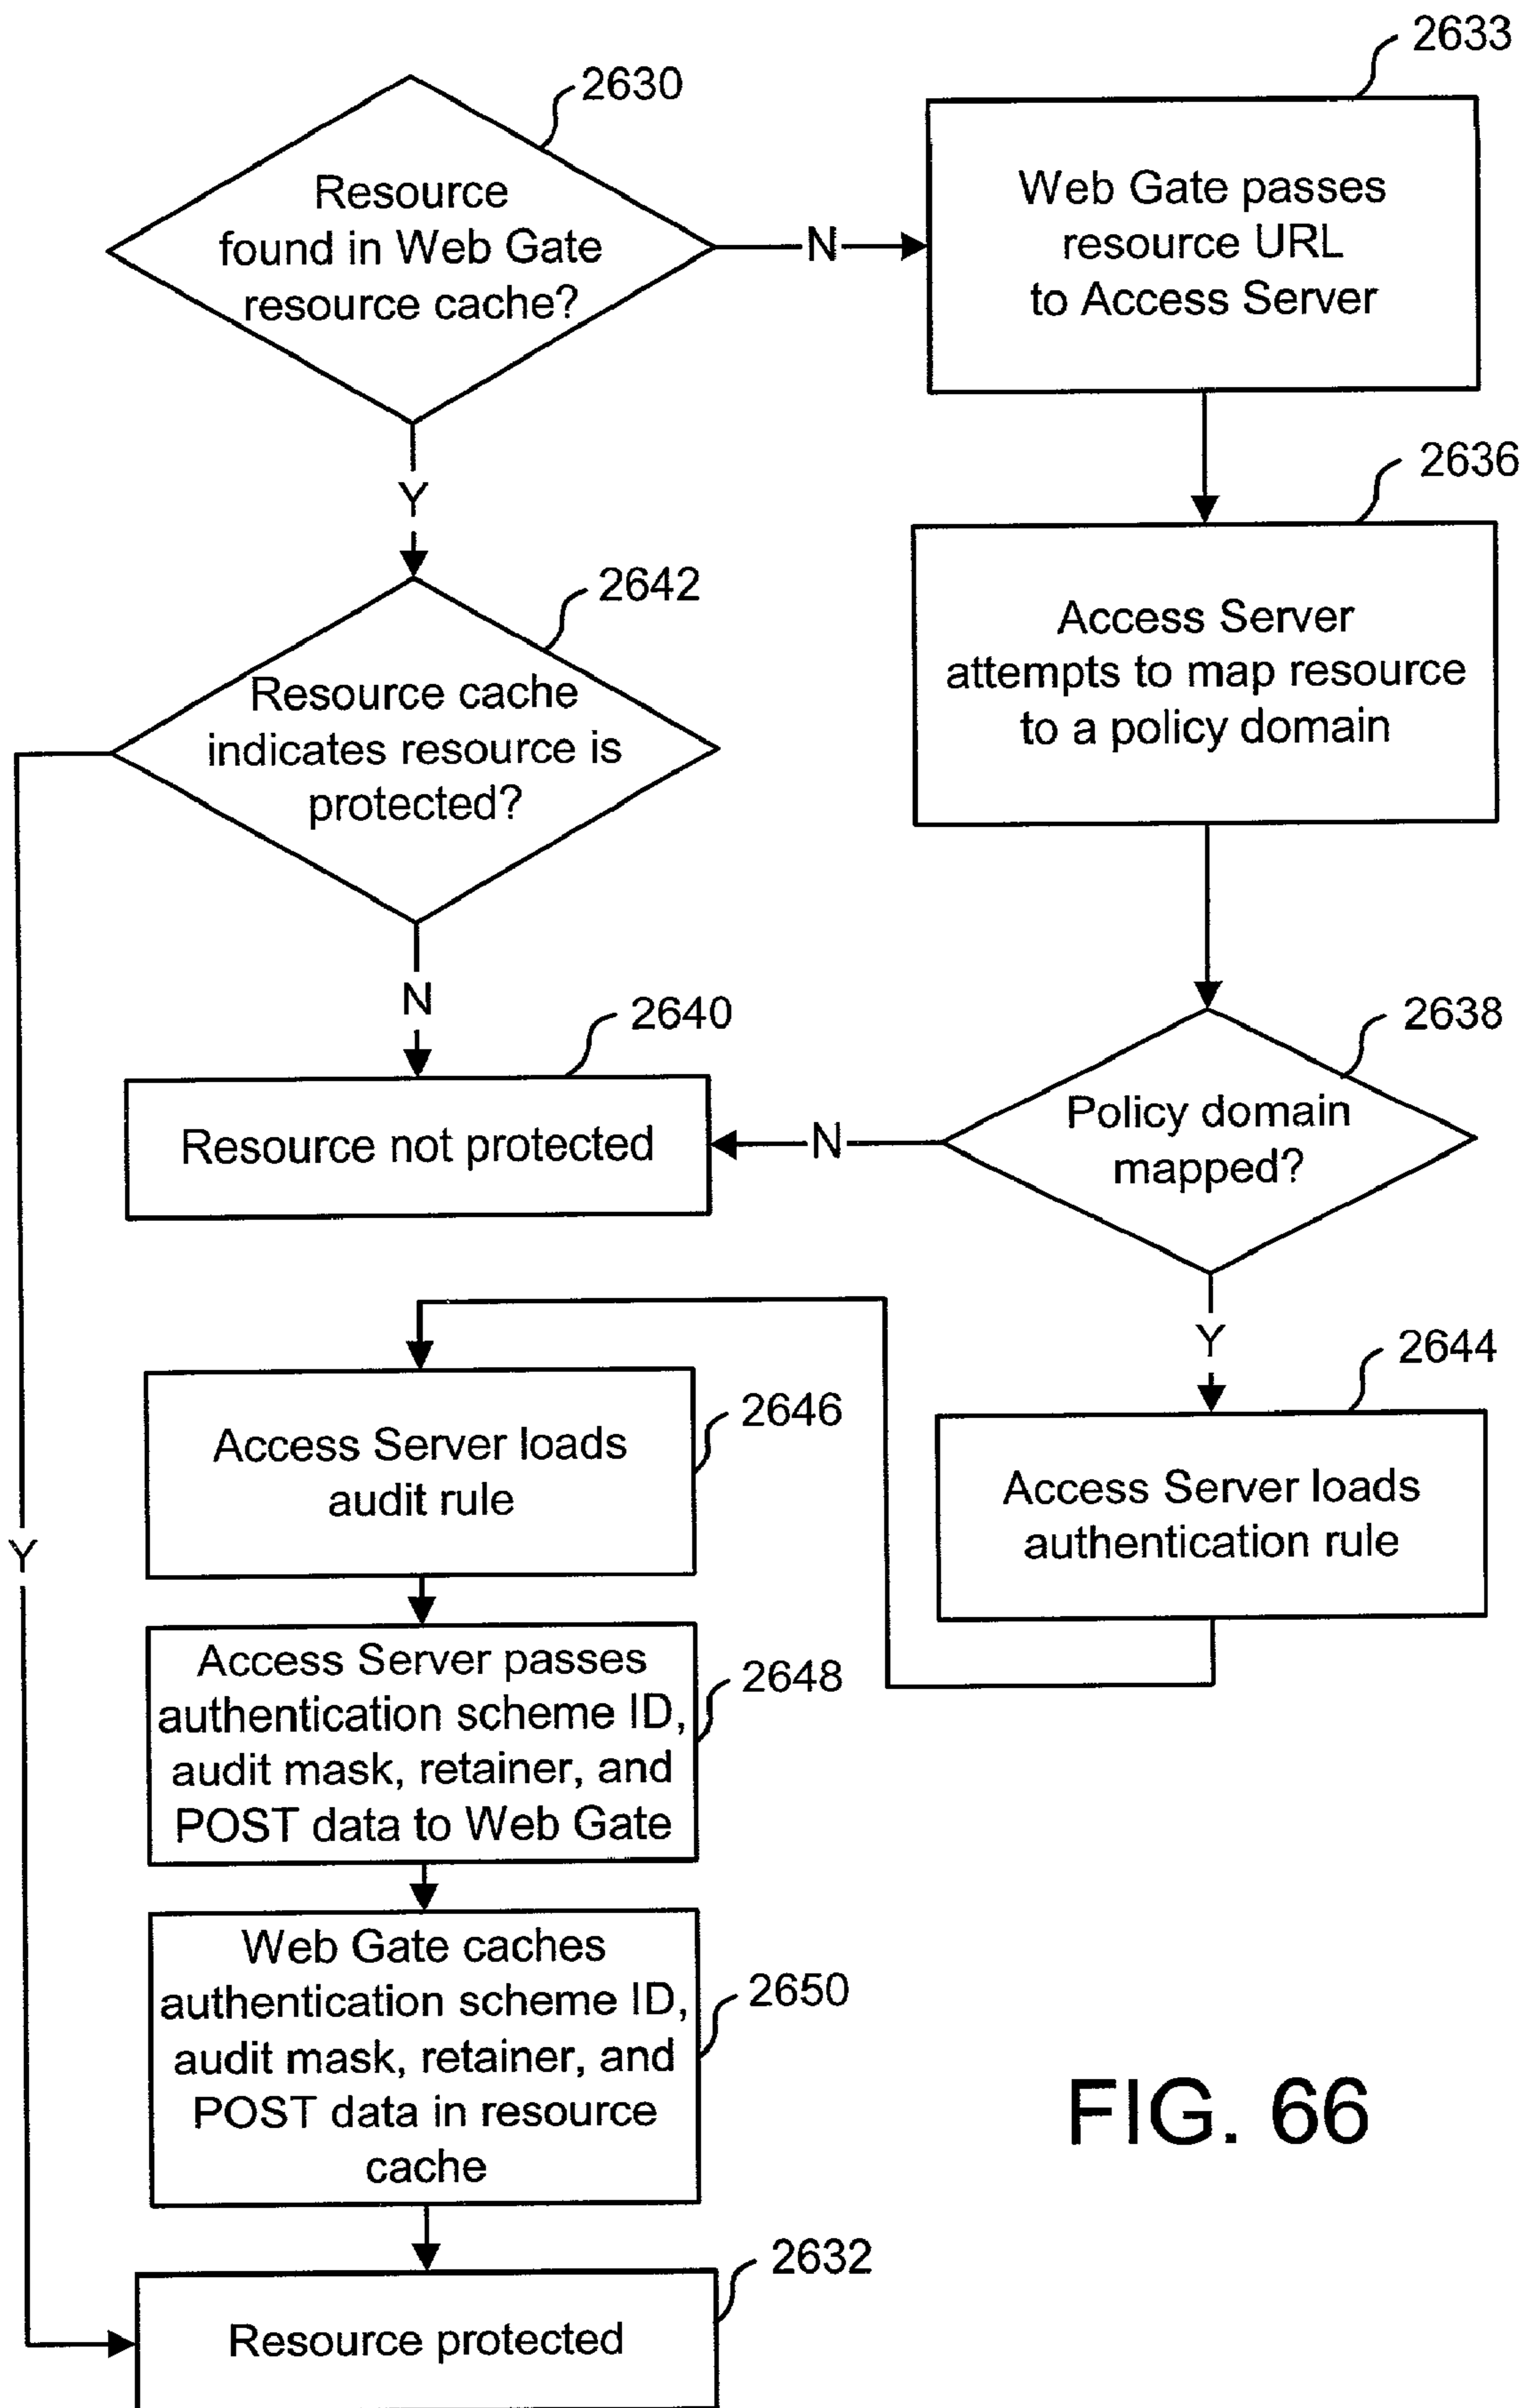 2630
Resource
found in Web Gate
resource cache?
N
2633
Web Gate passes
resource URL
to Access Server
Y
2636
Access Server
attempts to map resource
to a policy domain
2642
Resource cache
indicates resource is
protected?
N
2640
Resource not protected
2638
Policy domain
mapped?
N
Y
2644
Access Server loads
authentication rule
2646
Access Server loads
audit rule
Y
2648
Access Server passes
authentication scheme ID,
audit mask, retainer, and
POST data to Web Gate
2650
Web Gate caches
authentication scheme ID,
audit mask, retainer, and
POST data in resource
cache
2632
Resource protected
FIG. 66